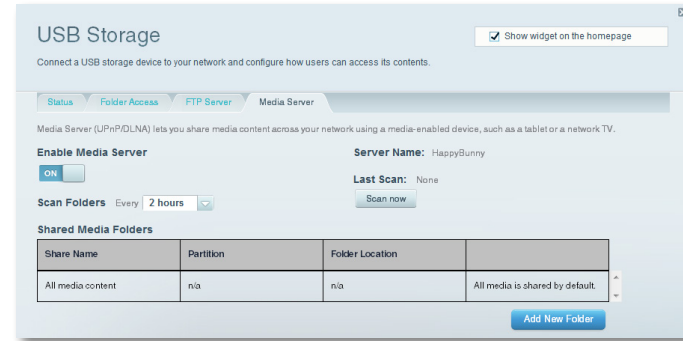 USB Storage
Show widget on the homepage
Connect a USB storage device to your network and configure how users can access its contents.
Status Folder Access FTP Server Media Server
Media Server (UPnP/DLNA) lets you share media content across your network using a media-enabled device, such as a tablet or a network TV.
Enable Media Server
Server Name: HappyBunny
ON
Last Scan: None
Scan Folders Every 2 hours
Scan now
Shared Media Folders
Share Name Partition Folder Location
All media content n/a n/a All media is shared by default.
Add New Folder